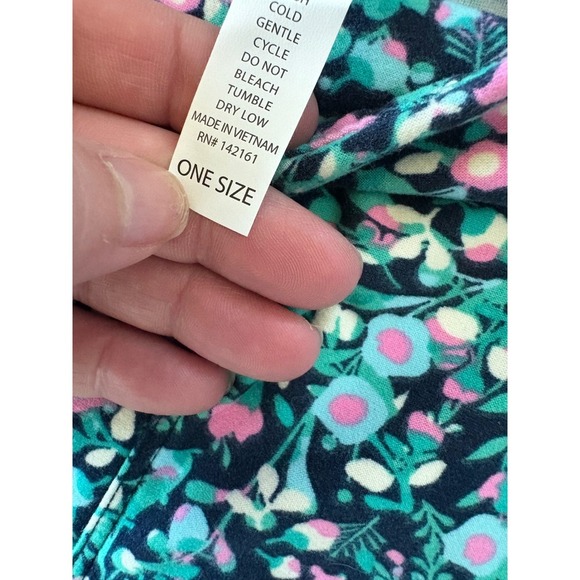 COLD
GENTLE
CYCLE
DO NOT
BLEACH
TUMBLE
DRY LOW
MADE IN VIETNAM
RN# 142161
ONE SIZE